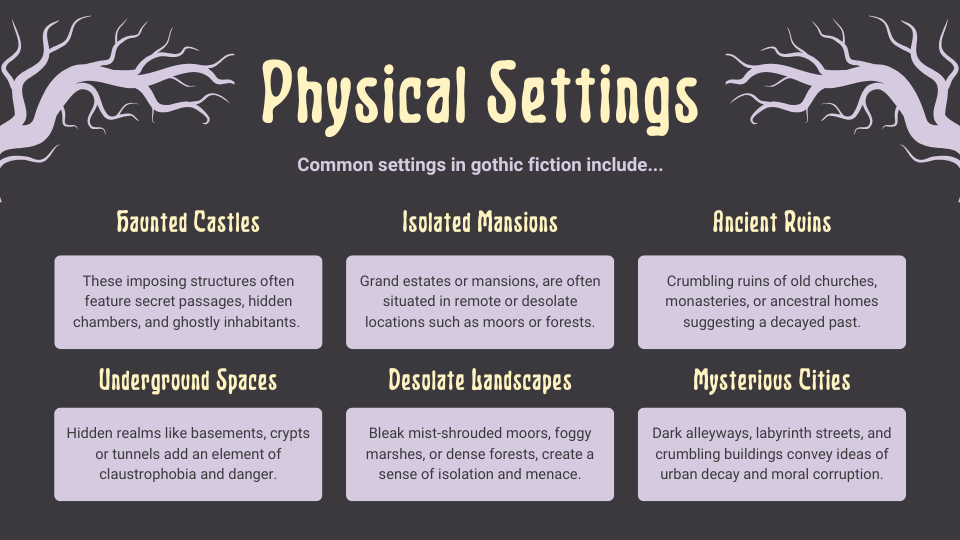 Physical Settings
Common settings in gothic fiction include...
Haunted Castles
These imposing structures often
feature secret passages, hidden
chambers, and ghostly inhabitants.
Isolated Mansions
Grand estates or mansions, are often
situated in remote or desolate
locations such as moors or forests.
Ancient Ruins
Crumbling ruins of old churches,
monasteries, or ancestral homes
suggesting a decayed past.
Underground Spaces
Hidden realms like basements, crypts
or tunnels add an element of
claustrophobia and danger.
Desolate Landscapes
Bleak mist-shrouded moors, foggy
marshes, or dense forests, create a
sense of isolation and menace.
Mysterious Cities
Dark alleyways, labyrinth streets, and
crumbling buildings convey ideas of
urban decay and moral corruption.